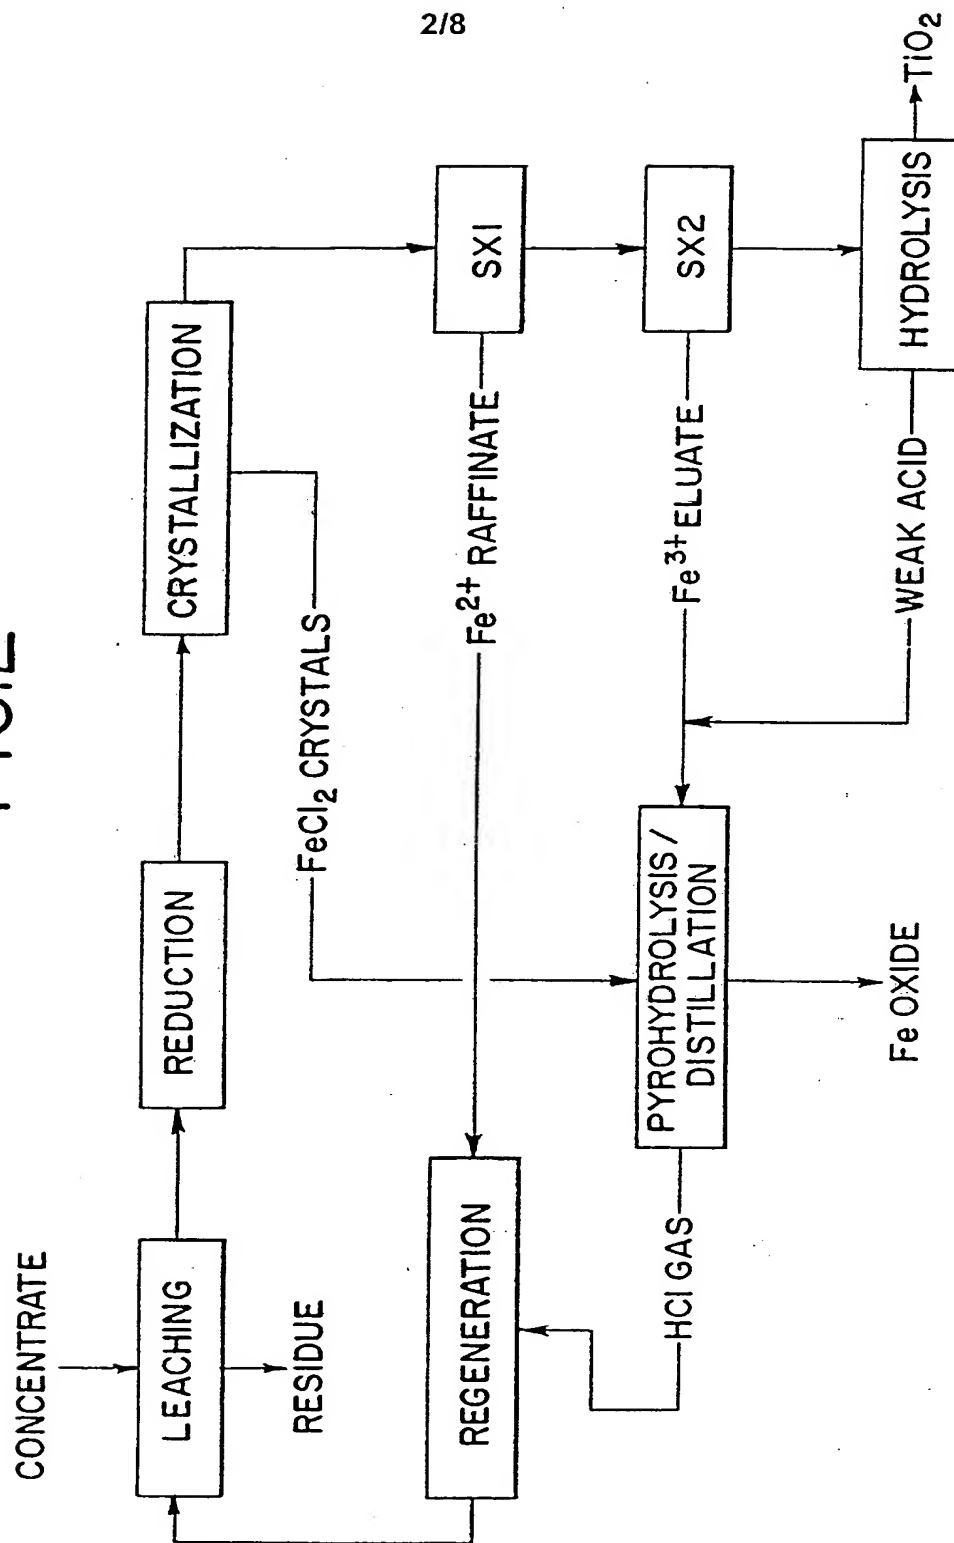 2/8
CONCENTRATE
LEACHING
RESIDUE
REDUCTION
CRYSTALLIZATION
FeCl₂ CRYSTALS
SX1
Fe²⁺ RAFFINATE
REGENERATION
SX2
Fe³⁺ ELUATE
PYROHYDROLYSIS/
DISTILLATION
HCl GAS
Fe OXIDE
WEAK ACID
HYDROLYSIS
TiO₂